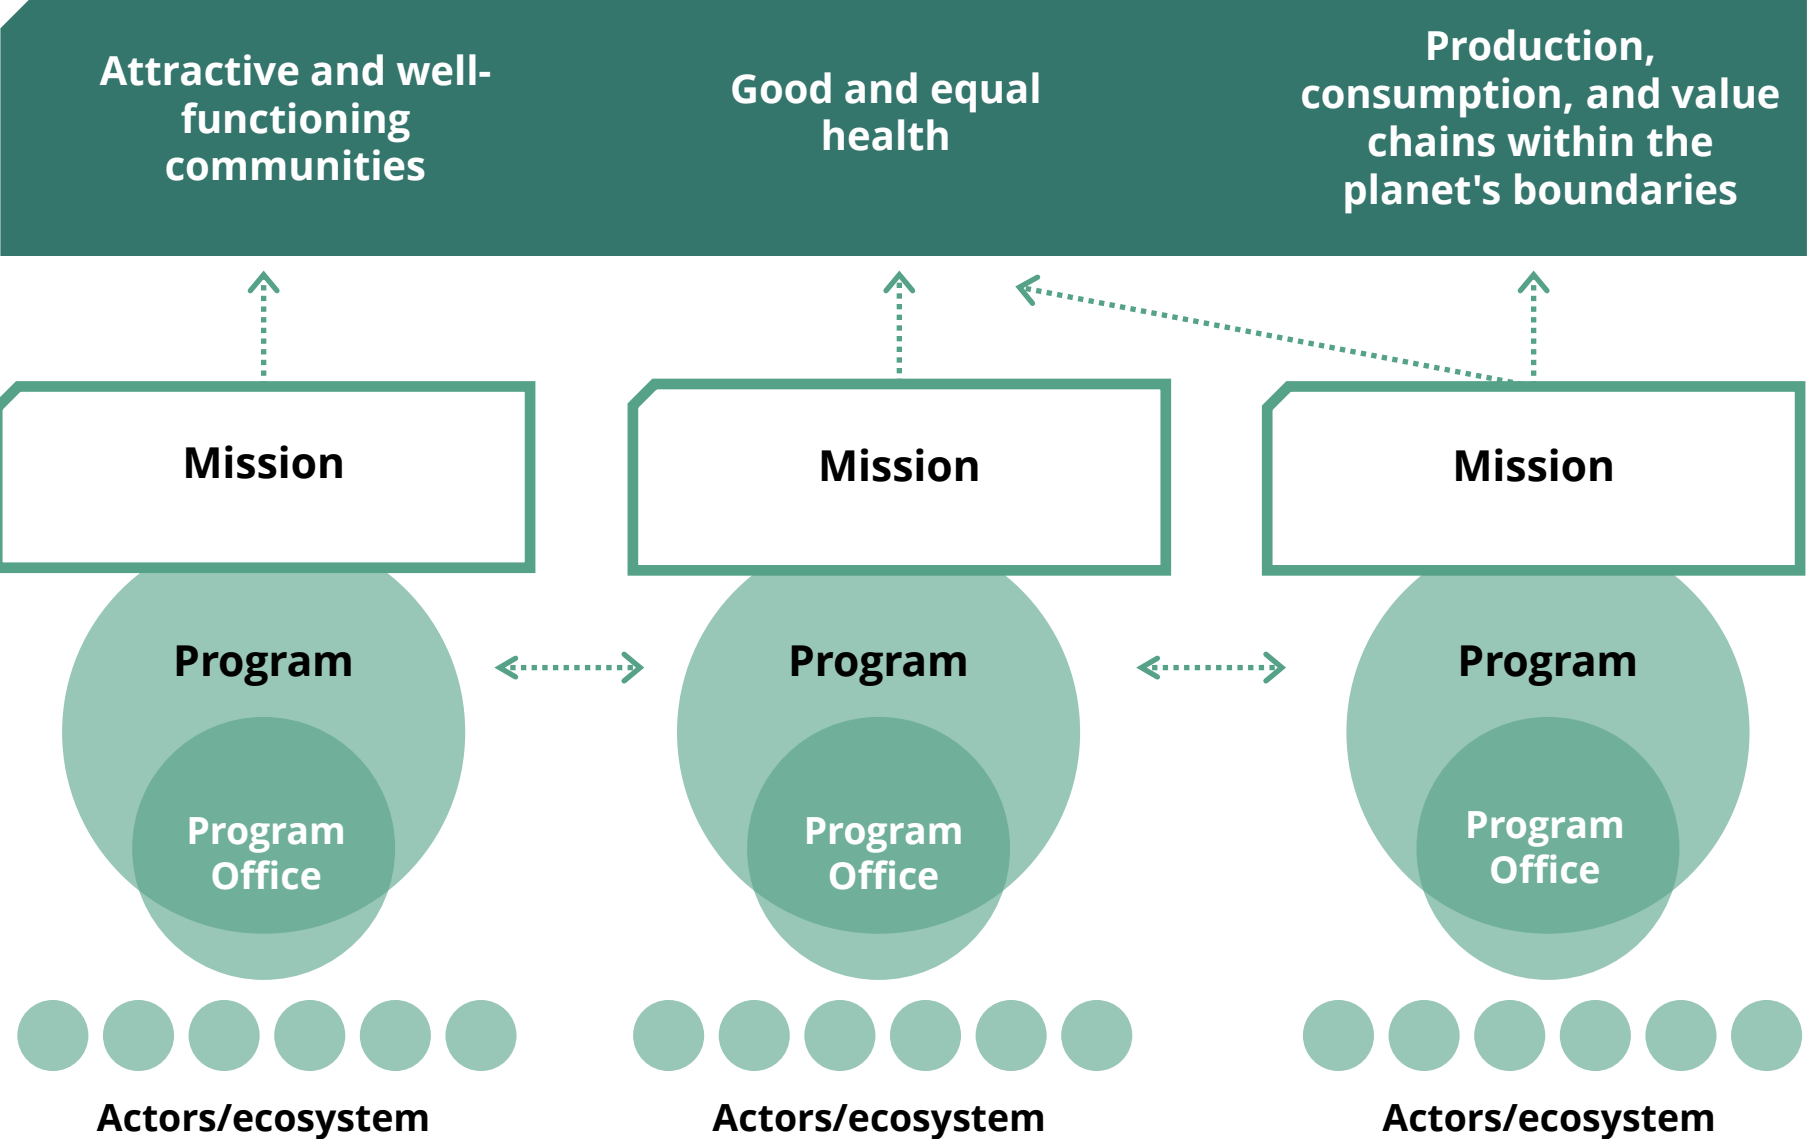 Attractive and well-
functioning
communities
Good and equal
health
Production,
consumption, and value
chains within the
planet's boundaries
Mission
Mission
Mission
Program
Program
Program
Program
Office
Program
Office
Program
Office
Actors/ecosystem
Actors/ecosystem
Actors/ecosystem